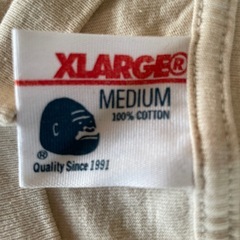 XLARGE®
MEDIUM
100% COTTON
®
Quality Since 1991